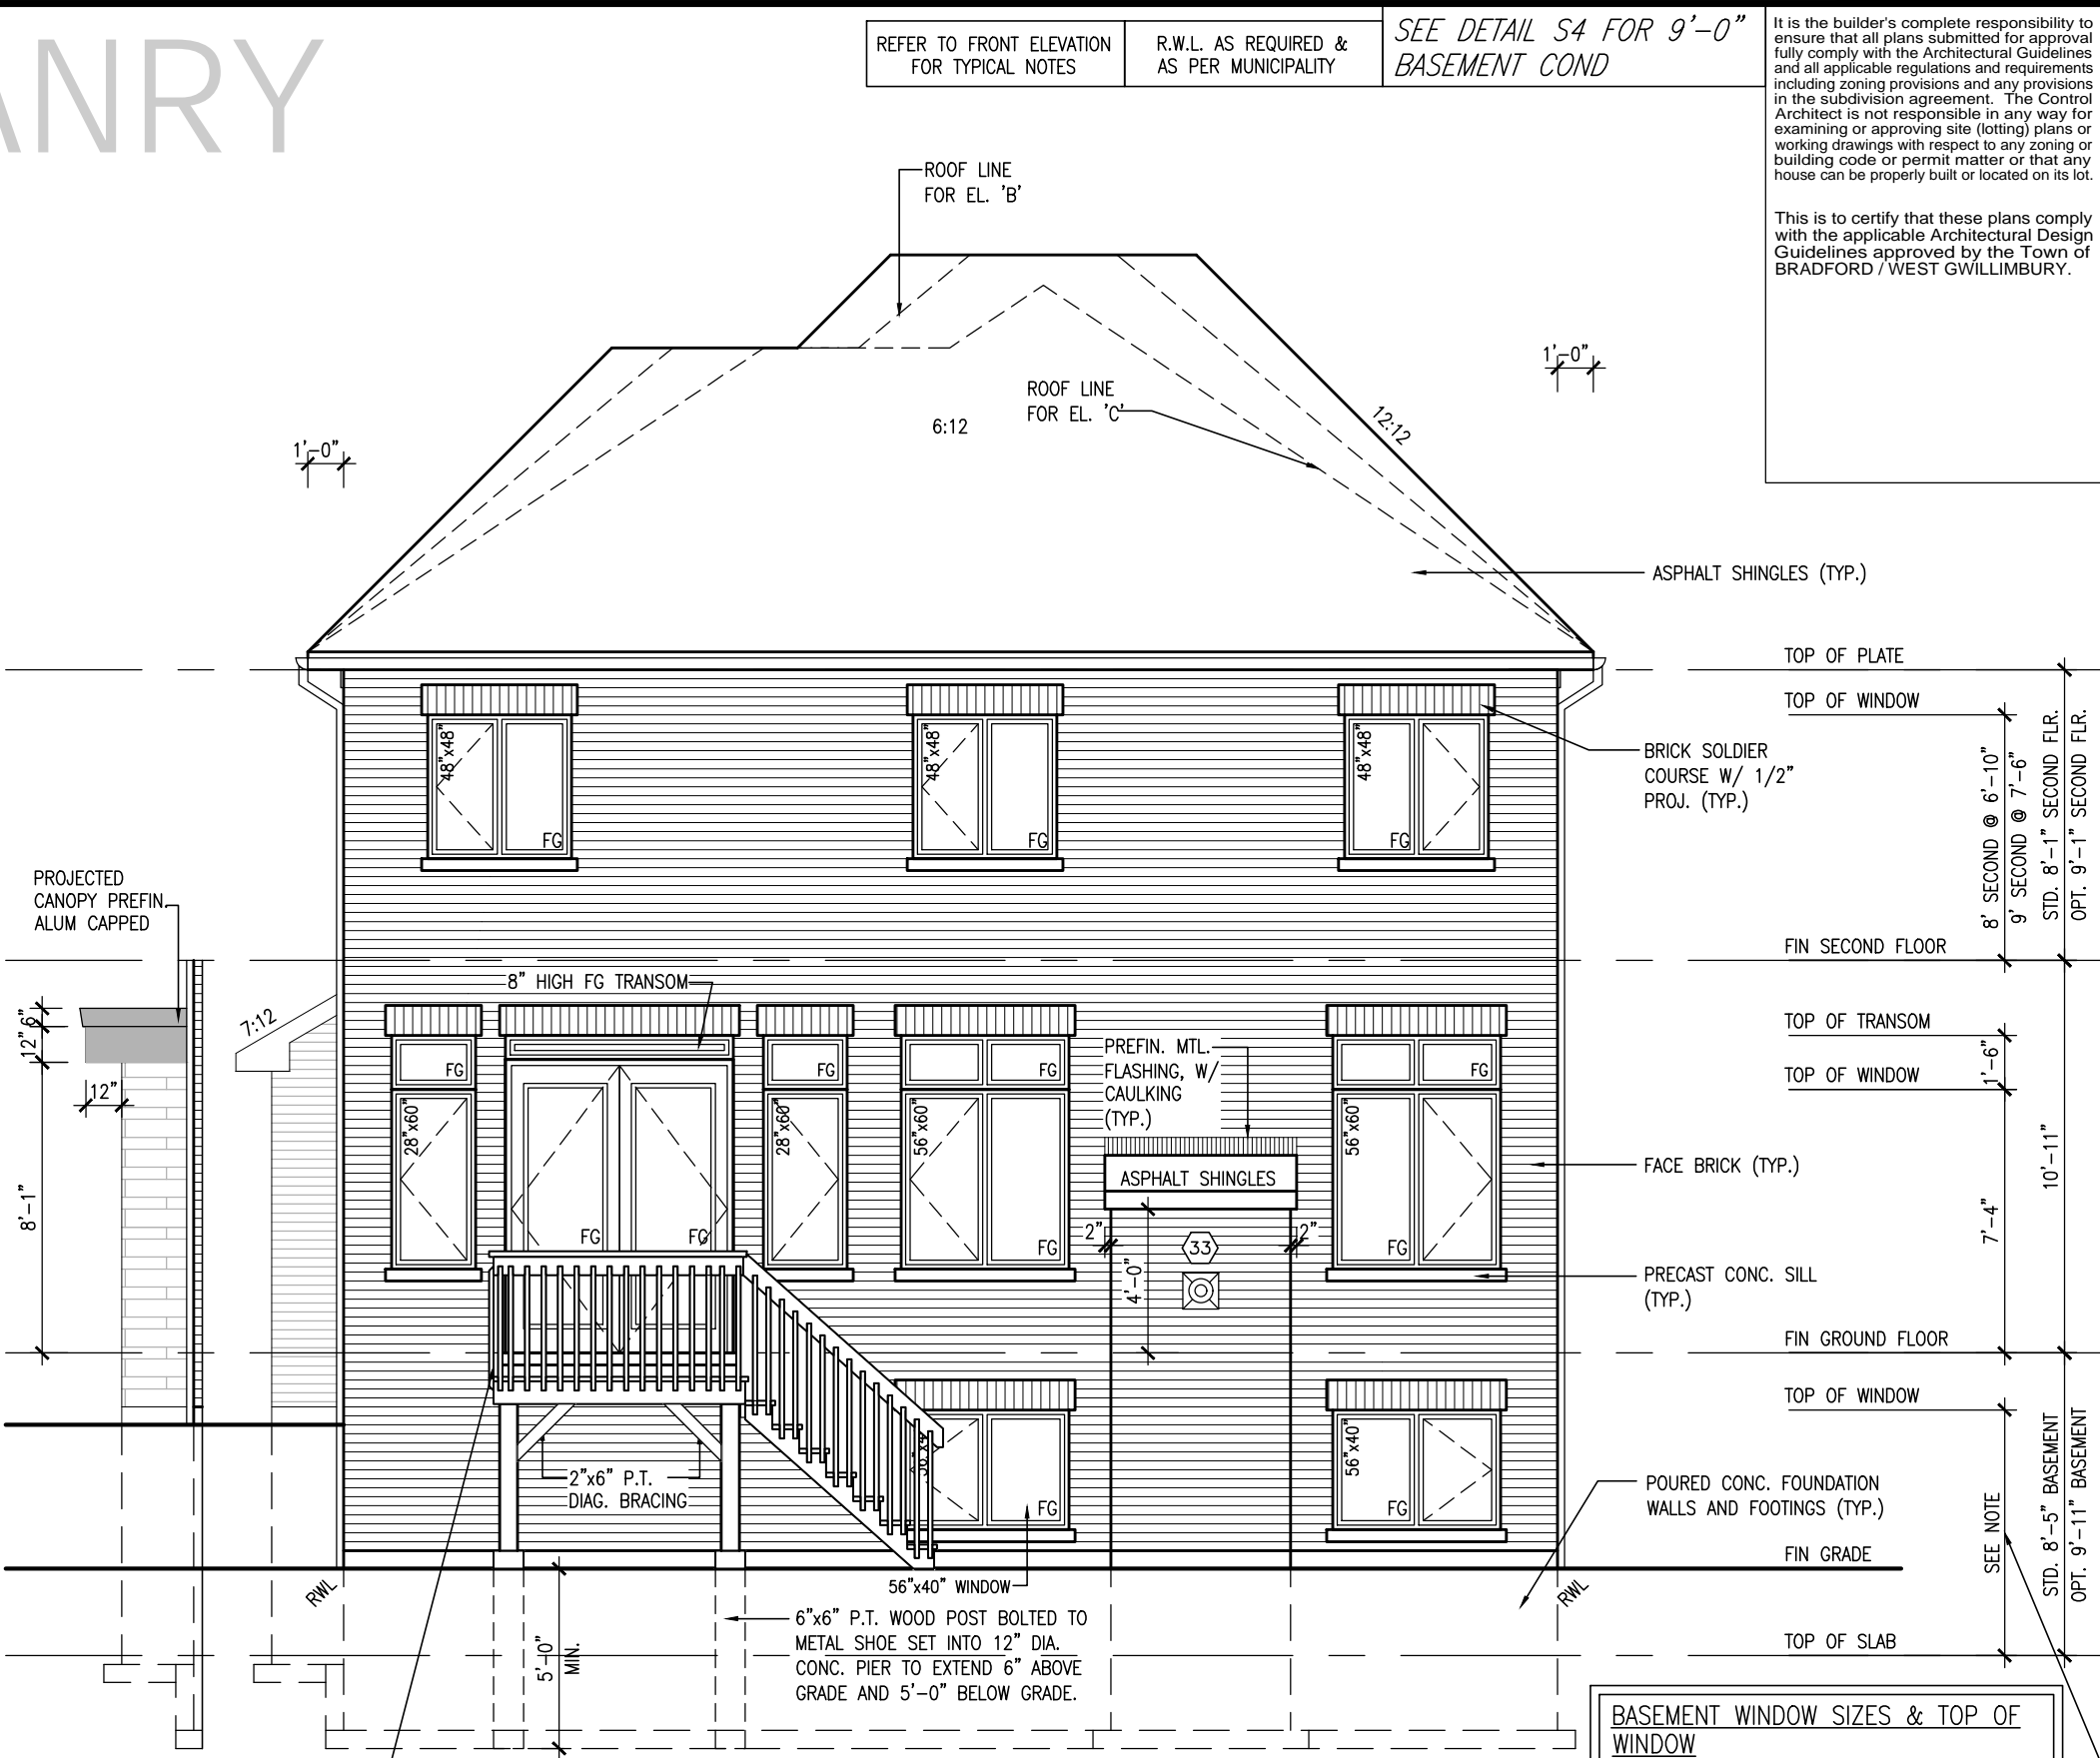 ANRY
REFER TO FRONT ELEVATION
FOR TYPICAL NOTES
R.W.L. AS REQUIRED &
AS PER MUNICIPALITY
SEE DETAIL S4 FOR 9'-0"
BASEMENT COND
It is the builder's complete responsibility to
ensure that all plans submitted for approval
fully comply with the Architectural Guidelines
and all applicable regulations and requirements
including zoning provisions and any provisions
in the subdivision agreement. The Control
Architect is not responsible in any way for
examining or approving site (lotting) plans or
working drawings with respect to any zoning or
building code or permit matter or that any
house can be properly built or located on its lot.
This is to certify that these plans comply
with the applicable Architectural Design
Guidelines approved by the Town of
BRADFORD / WEST GWILLIMBURY.
ROOF LINE
FOR EL. 'B'
ROOF LINE
FOR EL. 'C'
6:12
12:12
1'-0"
1'-0"
ASPHALT SHINGLES (TYP.)
TOP OF PLATE
TOP OF WINDOW
BRICK SOLDIER
COURSE W/ 1/2"
PROJ. (TYP.)
8' SECOND @ 6'-10"
9' SECOND @ 7'-6"
STD. 8'-1" SECOND FLR.
OPT. 9'-1" SECOND FLR.
48"x48"
FG
48"x48"
FG
48"x48"
FG
PROJECTED
CANOPY PREFIN.
ALUM CAPPED
FIN SECOND FLOOR
8" HIGH FG TRANSOM
6"
12"
12"
8'-1"
7:12
FG
FG
FG
FG
28"x60"
28"x60"
56"x60"
56"x60"
FG
FG
FG
FG
PREFIN. MTL.
FLASHING, W/
CAULKING
(TYP.)
ASPHALT SHINGLES
2"
2"
33
4'-0"
TOP OF TRANSOM
1'-6"
TOP OF WINDOW
FACE BRICK (TYP.)
7'-4"
10'-11"
PRECAST CONC. SILL
(TYP.)
FIN GROUND FLOOR
TOP OF WINDOW
2"x6" P.T.
DIAG. BRACING
FG
56"x40"
FG
POURED CONC. FOUNDATION
WALLS AND FOOTINGS (TYP.)
SEE NOTE
STD. 8'-5" BASEMENT
OPT. 9'-11" BASEMENT
FIN GRADE
RWL
RWL
56"x40" WINDOW
6"x6" P.T. WOOD POST BOLTED TO
METAL SHOE SET INTO 12" DIA.
CONC. PIER TO EXTEND 6" ABOVE
GRADE AND 5'-0" BELOW GRADE.
5'-0"
MIN.
TOP OF SLAB
BASEMENT WINDOW SIZES & TOP OF
WINDOW